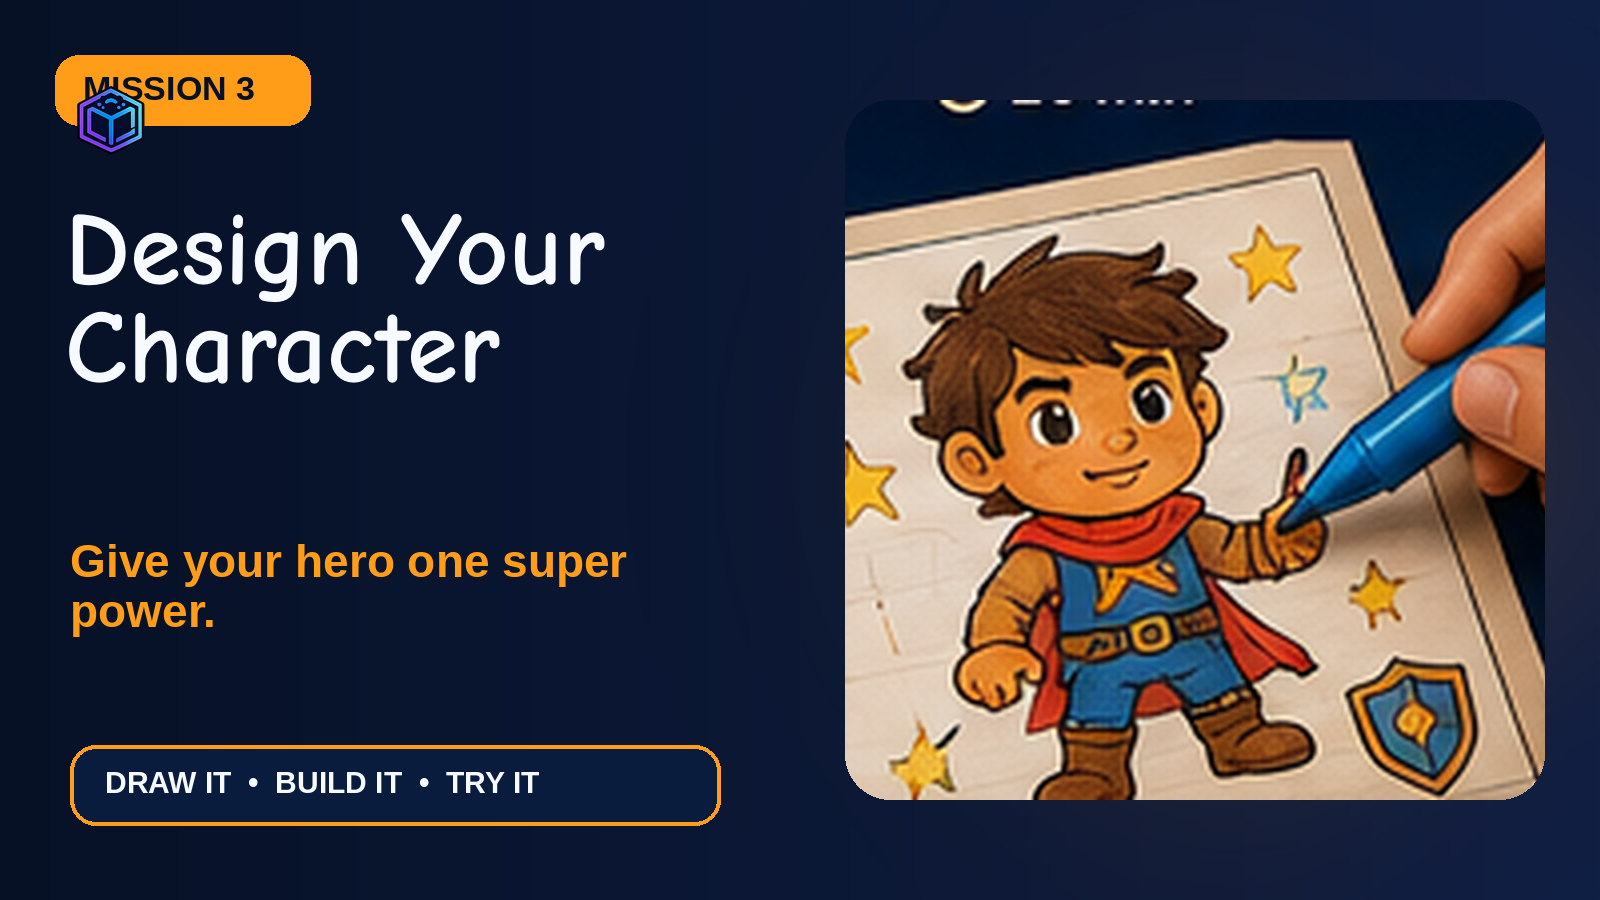 MISSION 3
Design Your
Character
Give your hero one super
power.
DRAW IT • BUILD IT • TRY IT